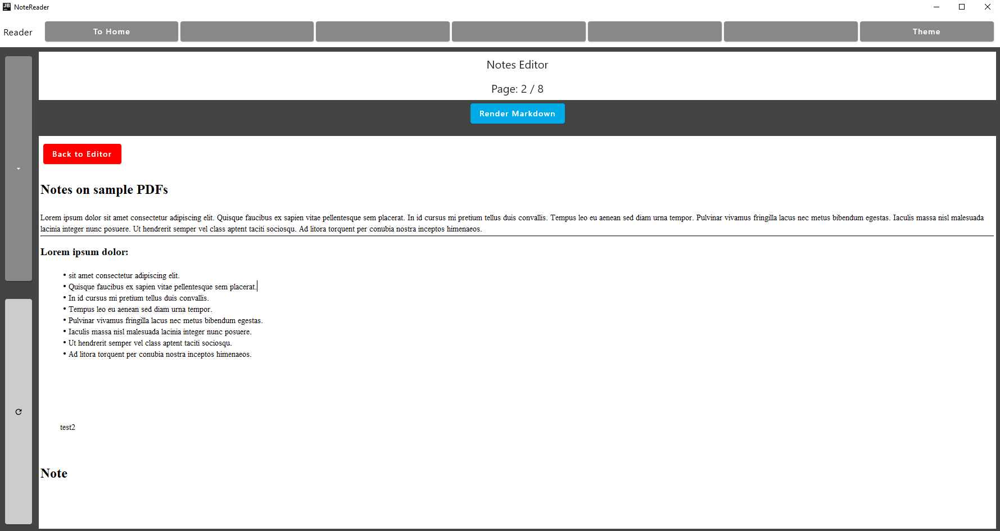 JB
NoteReader
Reader
To Home
Theme
Notes Editor
Page: 2 / 8
Render Markdown
Back to Editor
Notes on sample PDFs
Lorem ipsum dolor sit amet consectetur adipiscing elit. Quisque faucibus ex sapien vitae pellentesque sem placerat. In id cursus mi pretium tellus duis convallis. Tempus leo eu aenean sed diam urna tempor. Pulvinar vivamus fringilla lacus nec metus bibendum egestas. Iaculis massa nisl malesuada
lacinia integer nunc posuere. Ut hendrerit semper vel class aptent taciti sociosqu. Ad litora torquent per conubia nostra inceptos himenaeos.
Lorem ipsum dolor:
• sit amet consectetur adipiscing elit.
• Quisque faucibus ex sapien vitae pellentesque sem placerat.
• In id cursus mi pretium tellus duis convallis.
• Tempus leo eu aenean sed diam urna tempor.
• Pulvinar vivamus fringilla lacus nec metus bibendum egestas.
• Iaculis massa nisl malesuada lacinia integer nunc posuere.
• Ut hendrerit semper vel class aptent taciti sociosqu.
• Ad litora torquent per conubia nostra inceptos himenaeos.
test2
Note